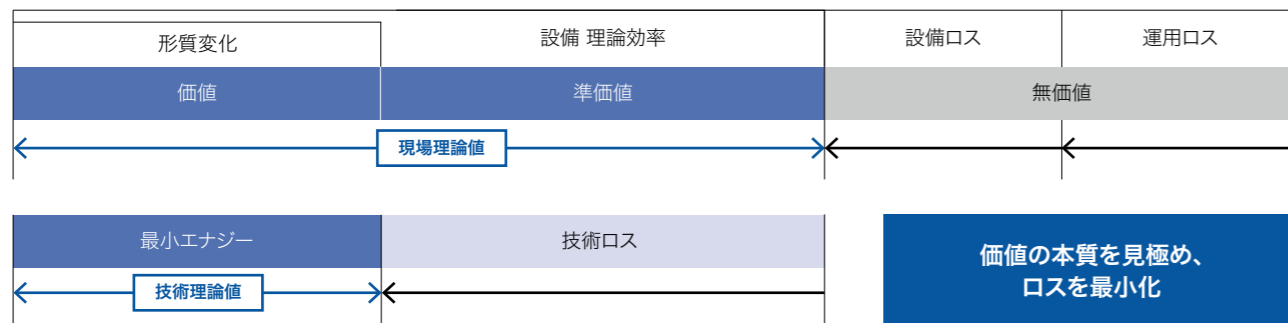 形質変化
設備 理論効率
設備ロス
運用ロス
価値
準価値
無価値
現場理論値
最小エナジー
技術ロス
技術理論値
価値の本質を見極め、
ロスを最小化